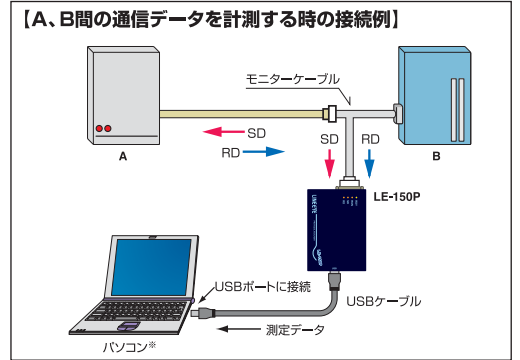 【A、B間の通信データを計測する時の接続例】
モニターケーブル
SD
RD
SD
RD
A
B
LE-150P
LINEEYE
USBポートに接続
USBケーブル
測定データ
パソコン※